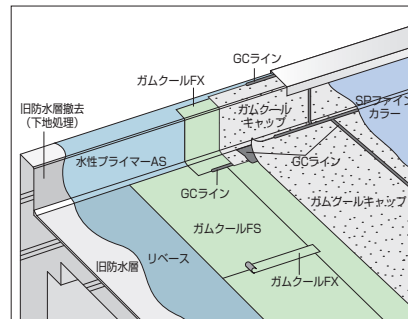 GCライン
ガムクールFX
ガムクール
キャップ
SPファイン
カラー
旧防水層撤去
(下地処理)
水性プライマーAS
GCライン
GCライン
ガムクールキャップ
ガムクールFS
リベース
ガムクールFX
旧防水層